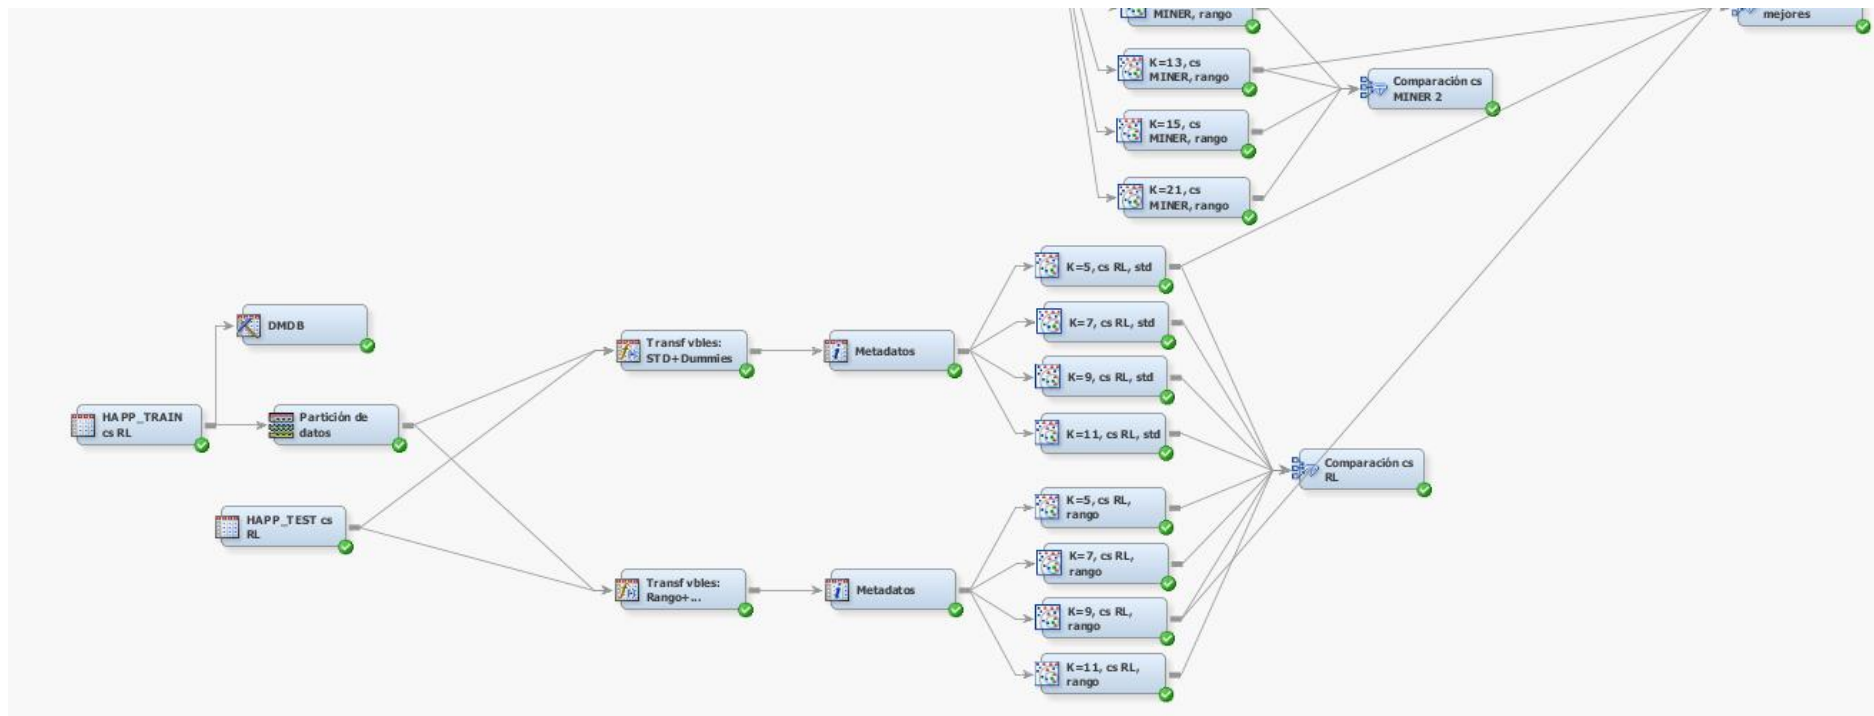 MINER, rango
mejores
K=13, cs
MINER, rango
Comparación cs
MINER 2
K=15, cs
MINER, rango
K=21, cs
MINER, rango
K=5, cs RL, std
DMDB
K=7, cs RL, std
Transf vbles:
STD+Dummies
Metadatos
K=9, cs RL, std
HAPP_TRAIN
cs RL
Partición de
datos
K=11, cs RL, std
Comparación cs
RL
K=5, cs RL,
rango
HAPP_TEST cs
RL
K=7, cs RL,
rango
Transf vbles:
Rango+...
Metadatos
K=9, cs RL,
rango
K=11, cs RL,
rango